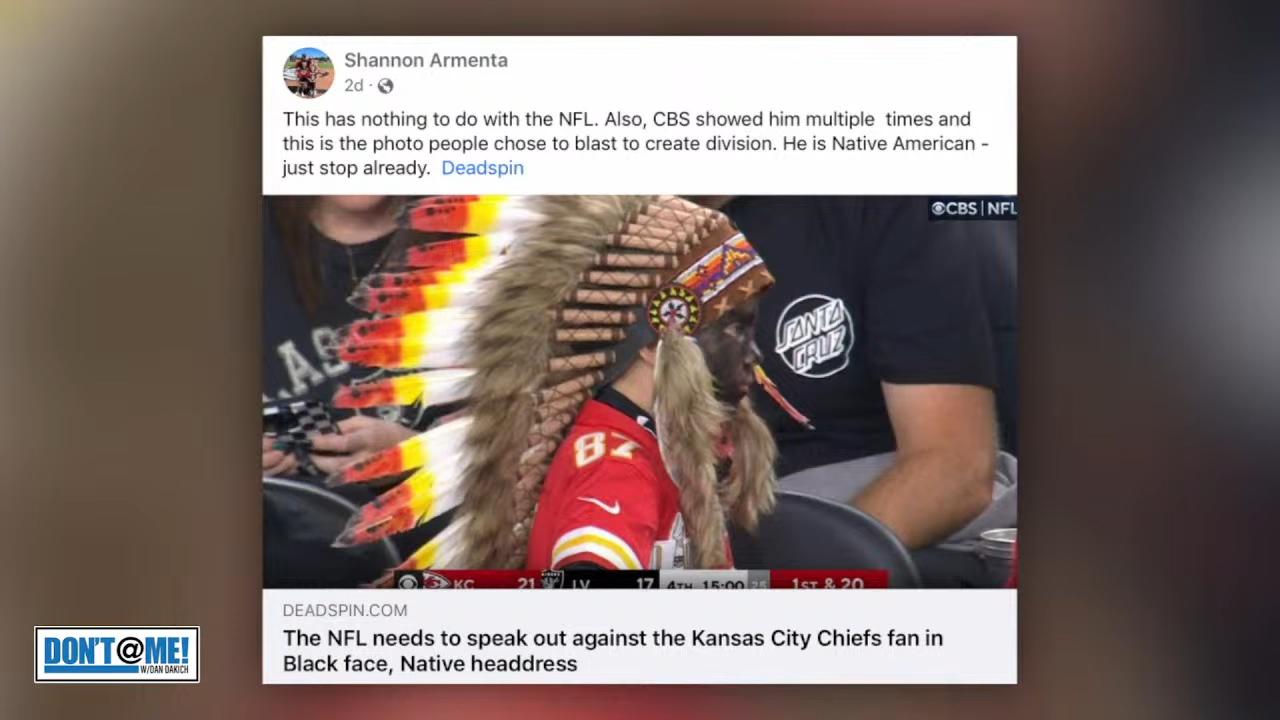 Shannon Armenta
2d ·
This has nothing to do with the NFL. Also, CBS showed him multiple times and
this is the photo people chose to blast to create division. He is Native American -
just stop already. Deadspin
CBS | NFL
LAS
SANTA
CRUZ
87
KC 21 RAIDERS LV 17 4TH 15:00 25 1ST & 20
DEADSPIN.COM
The NFL needs to speak out against the Kansas City Chiefs fan in
Black face, Native headdress
DON'T @ ME!
W/DAN DAKICH